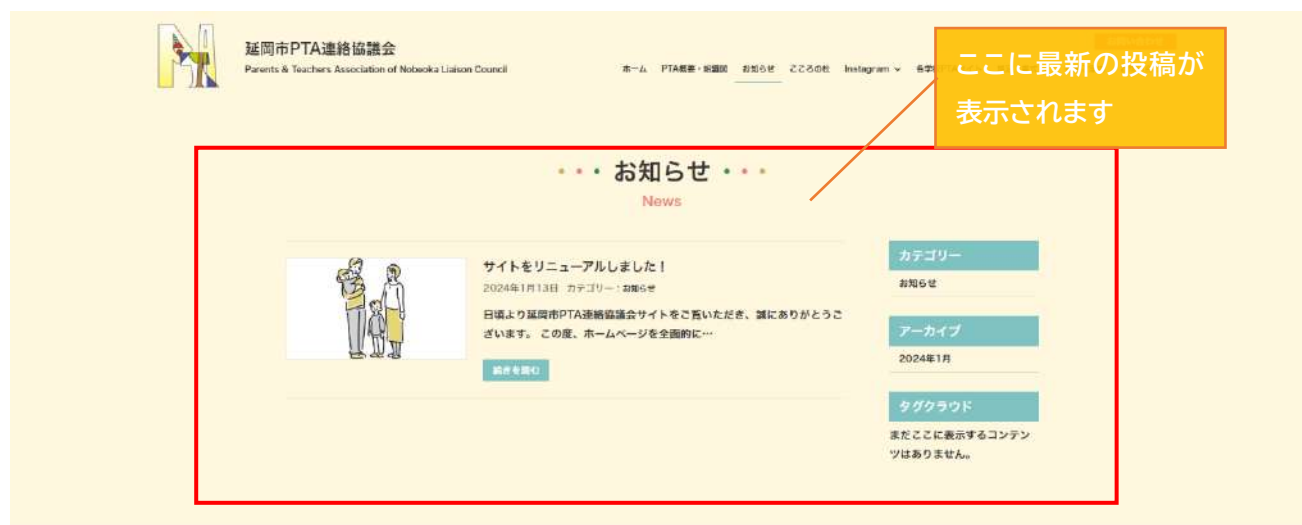 延岡市PTA連絡協議会
Parents & Teachers Association of Nobeoka Liaison Council
ホーム PTA概要・組織図 お知らせ こころの杜 Instagram
ここに最新の投稿が
表示されます
お知らせ
News
サイトをリニューアルしました！
2024年1月13日 カテゴリー：お知らせ
日頃より延岡市PTA連絡協議会サイトをご覧いただき、誠にありがとうご
ざいます。 この度、ホームページを全面的に…
続きを読む
カテゴリー
お知らせ
アーカイブ
2024年1月
タグクラウド
まだここに表示するコンテン
ツはありません。